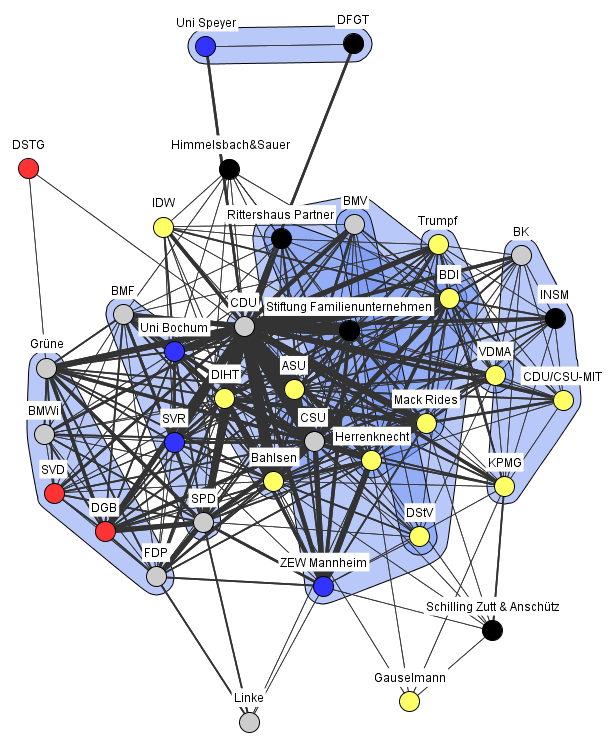 DFGT
Uni Speyer
DSTG
Himmelsbach&Sauer
IDW
BMV
Rittershaus Partner
Trumpf
BK
BDI
BMF
CDU
Stiftung Familienunternehmen
INSM
Uni Bochum
Grüne
VDMA
ASU
DIHT
CDU/CSU-MIT
Mack Rides
BMWi
SVR
CSU
Herrenknecht
Bahlsen
KPMG
SVD
SPD
DGB
DStV
FDP
ZEW Mannheim
Schilling Zutt & Anschütz
Gauselmann
Linke